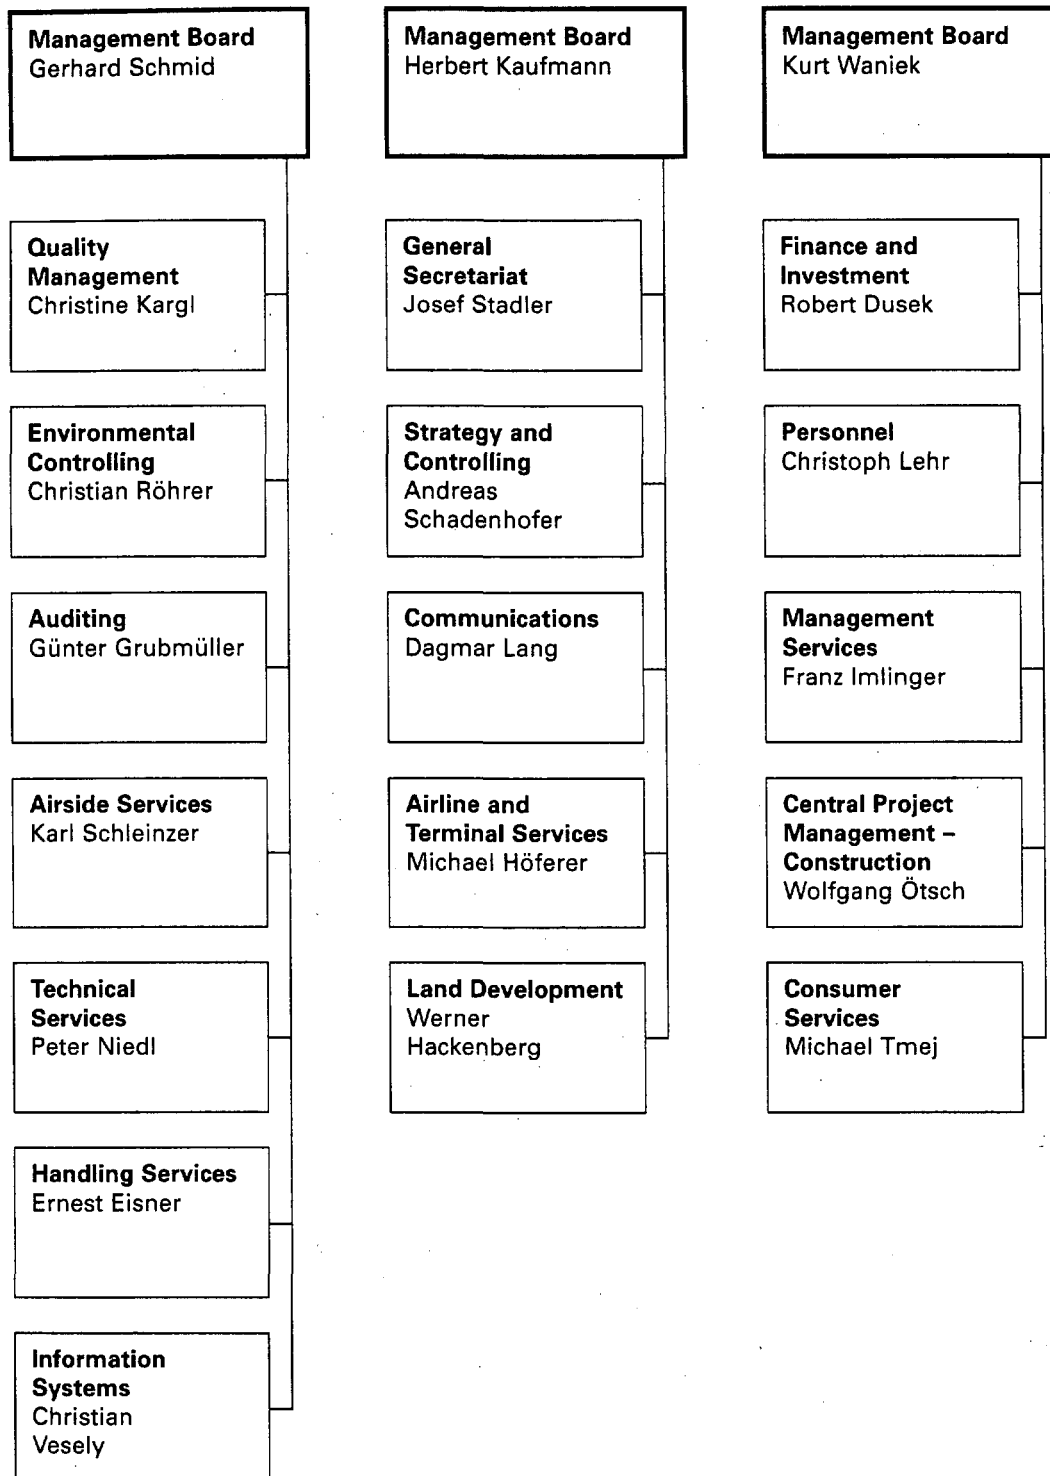 Management Board
Gerhard Schmid
Quality
Management
Christine Kargl
Environmental
Controlling
Christian Röhrer
Auditing
Günter Grubmüller
Airside Services
Karl Schleinzer
Technical
Services
Peter Niedl
Handling Services
Ernest Eisner
Information
Systems
Christian
Vesely
Management Board
Herbert Kaufmann
General
Secretariat
Josef Stadler
Strategy and
Controlling
Andreas
Schadenhofer
Communications
Dagmar Lang
Airline and
Terminal Services
Michael Höferer
Land Development
Werner
Hackenberg
Management Board
Kurt Waniek
Finance and
Investment
Robert Dusek
Personnel
Christoph Lehr
Management
Services
Franz Imlinger
Central Project
Management –
Construction
Wolfgang Ötsch
Consumer
Services
Michael Tmej